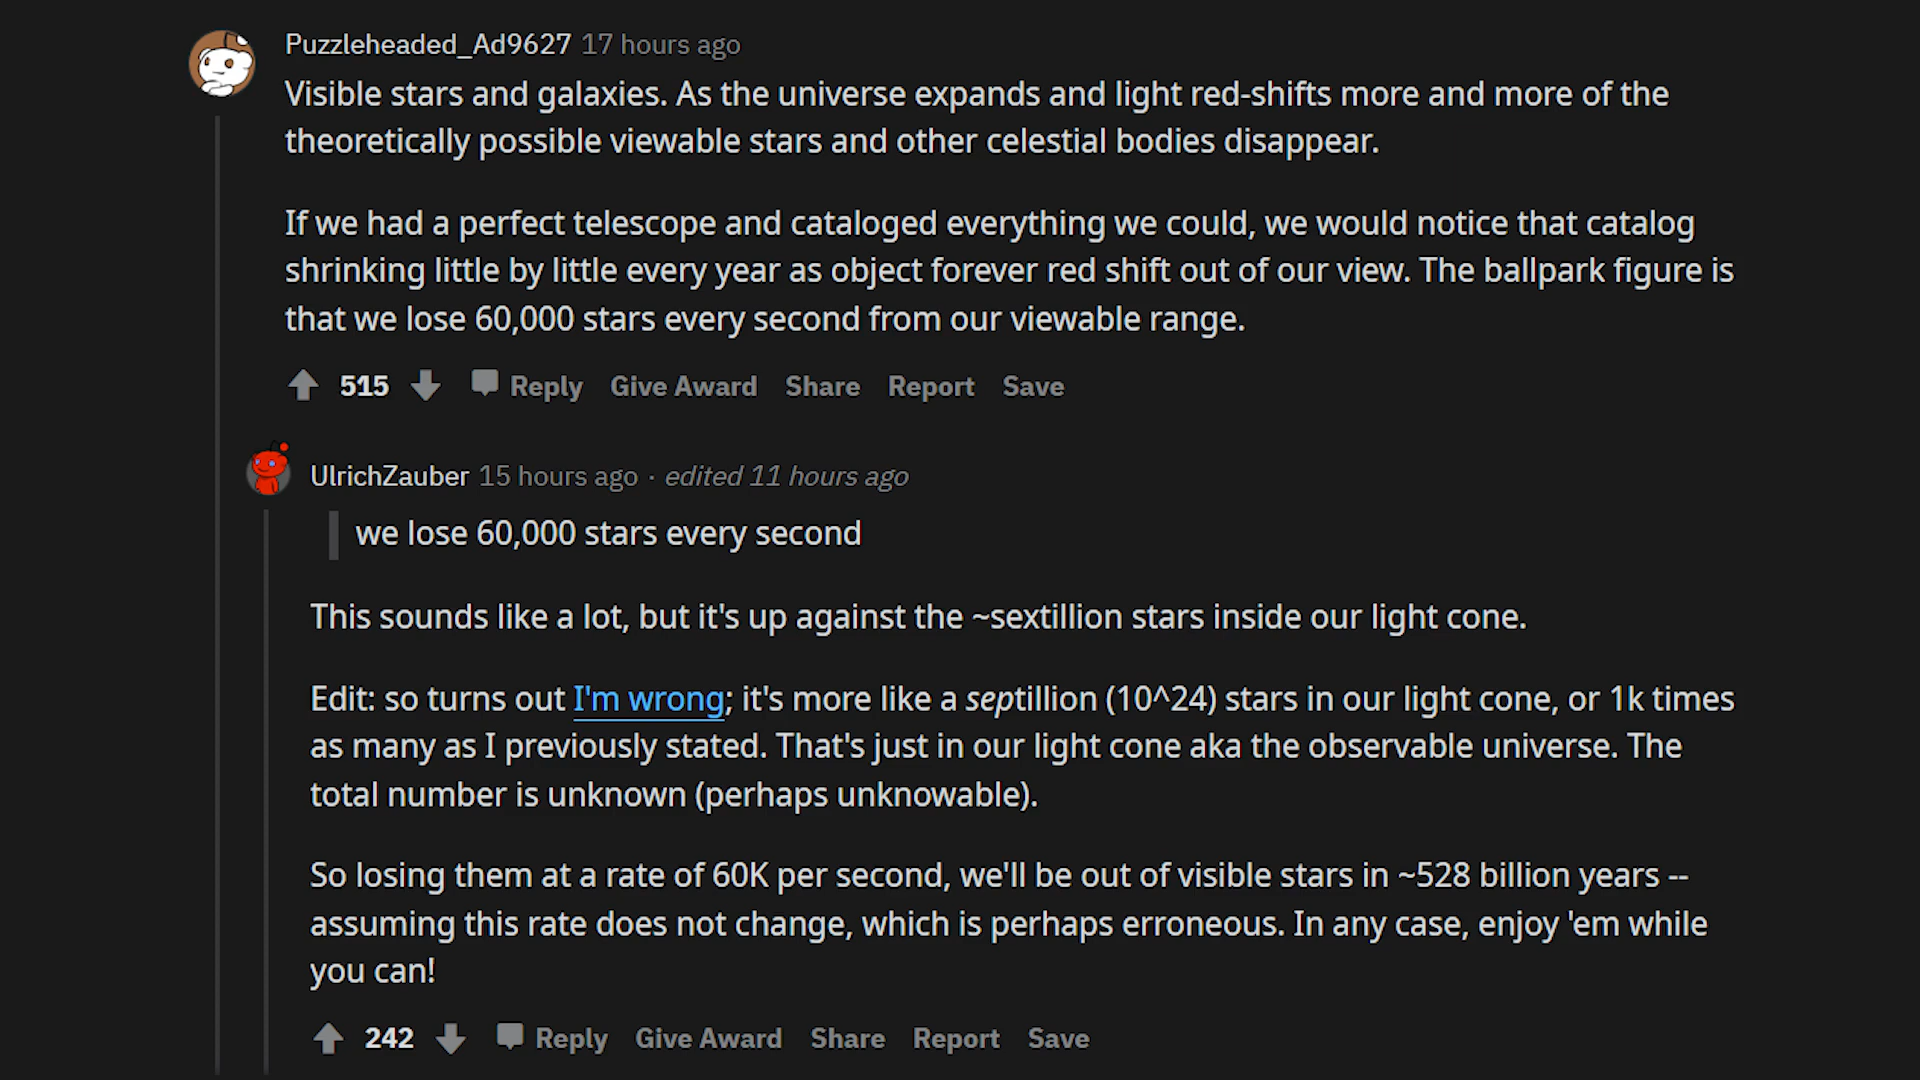 Puzzleheaded_Ad9627 17 hours ago
Visible stars and galaxies. As the universe expands and light red-shifts more and more of the
theoretically possible viewable stars and other celestial bodies disappear.
If we had a perfect telescope and cataloged everything we could, we would notice that catalog
shrinking little by little every year as object forever red shift out of our view. The ballpark figure is
that we lose 60,000 stars every second from our viewable range.
515 Reply Give Award Share Report Save
UlrichZauber 15 hours ago · edited 11 hours ago
we lose 60,000 stars every second
This sounds like a lot, but it's up against the ~sextillion stars inside our light cone.
Edit: so turns out I'm wrong; it's more like a septillion (10^24) stars in our light cone, or 1k times
as many as I previously stated. That's just in our light cone aka the observable universe. The
total number is unknown (perhaps unknowable).
So losing them at a rate of 60K per second, we'll be out of visible stars in ~528 billion years --
assuming this rate does not change, which is perhaps erroneous. In any case, enjoy 'em while
you can!
242 Reply Give Award Share Report Save